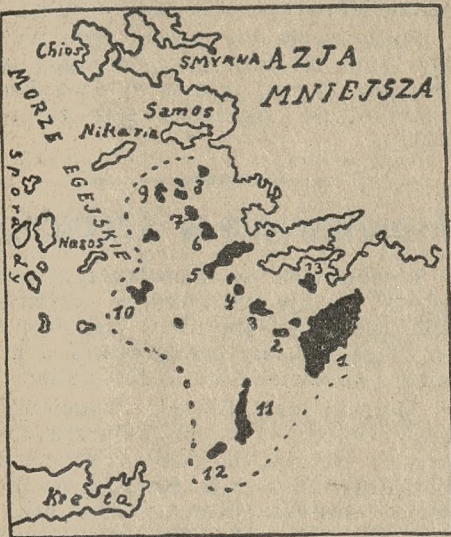 Chios
SMYRNA
AZJA
MNIEJSZA
MORZE
EGEJSKIE
Samos
Nikaria
Sporady
Nasos
9
8
7
6
5
4
13
3
10
2
1
11
12
Kreta